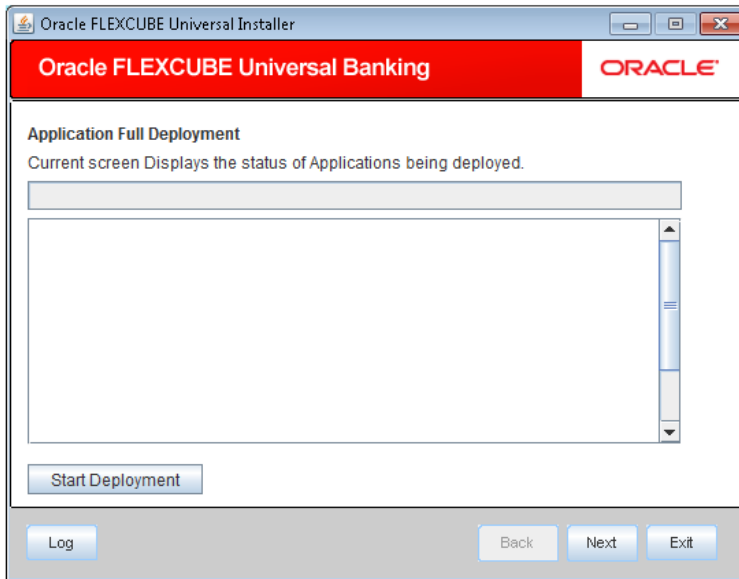 Oracle FLEXCUBE Universal Installer
Oracle FLEXCUBE Universal Banking
ORACLE
Application Full Deployment
Current screen Displays the status of Applications being deployed.
Start Deployment
Log
Back
Next
Exit